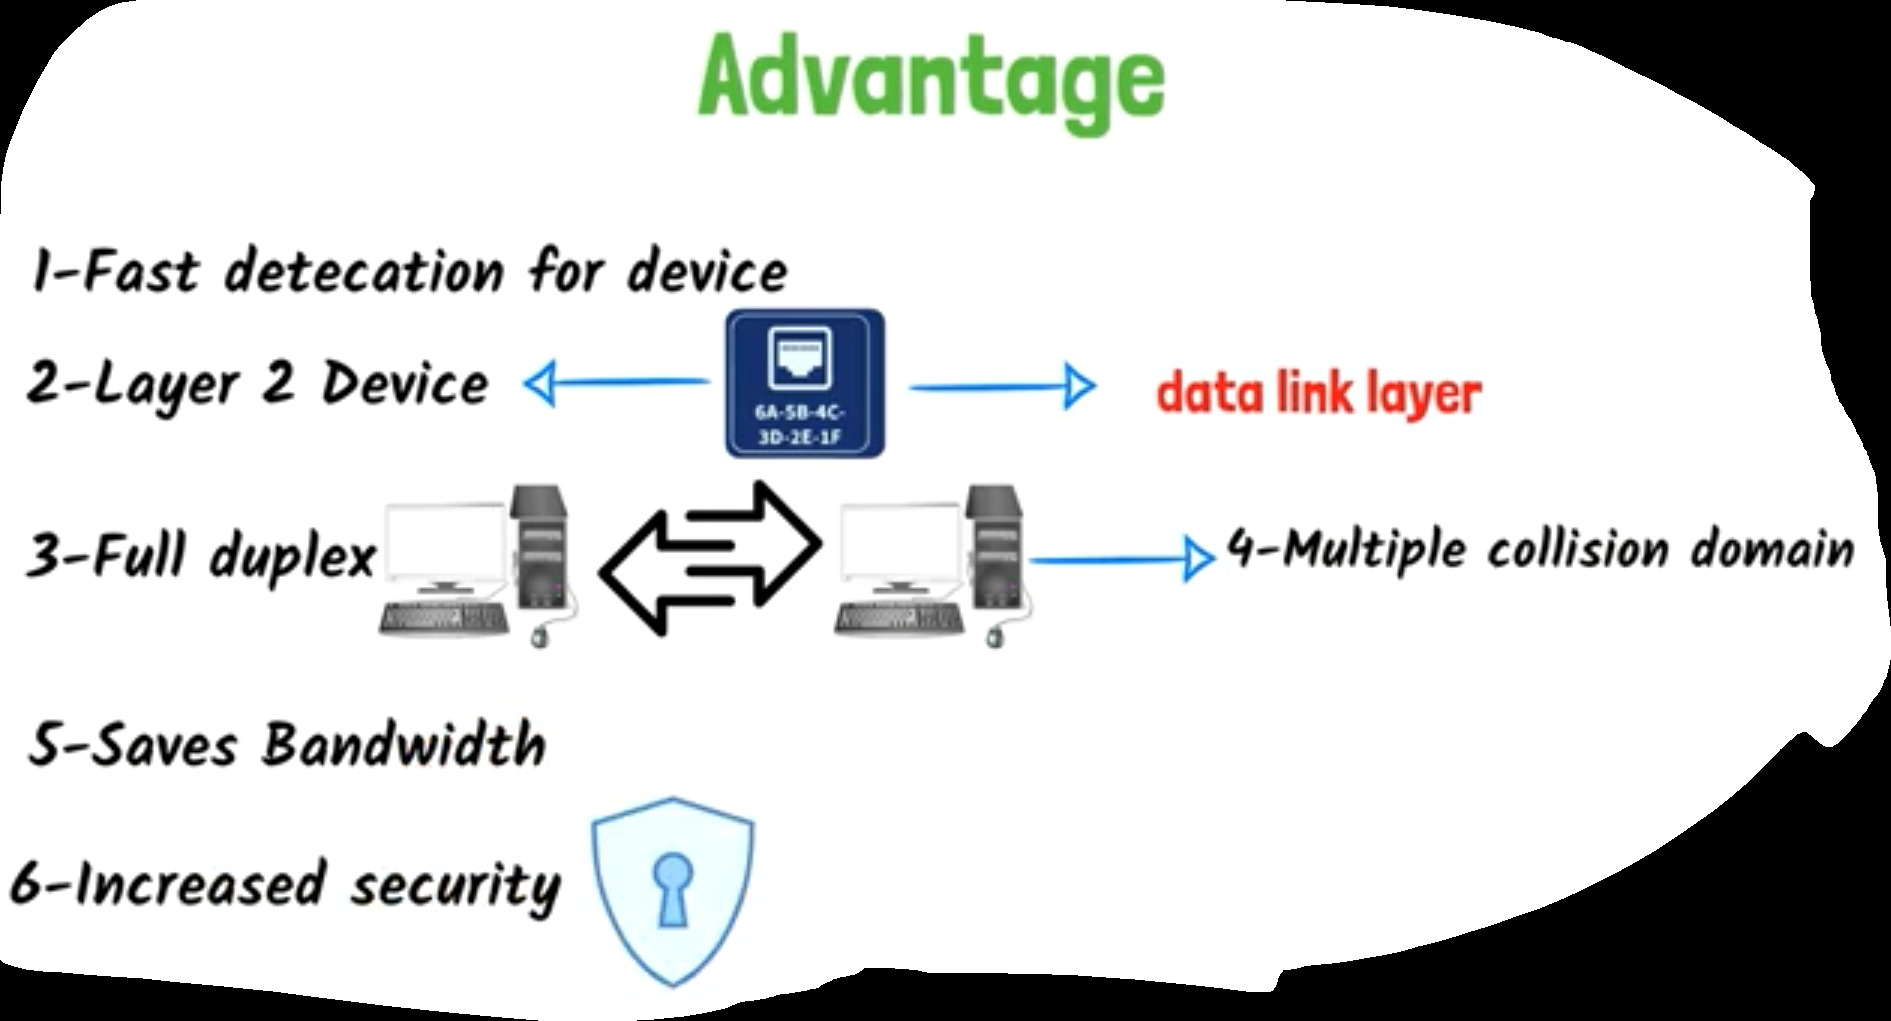 Advantage
1-Fast detecation for device
2-Layer 2 Device
6A-5B-4C-
3D-2E-1F
data link layer
3-Full duplex
4-Multiple collision domain
5-Saves Bandwidth
6-Increased security